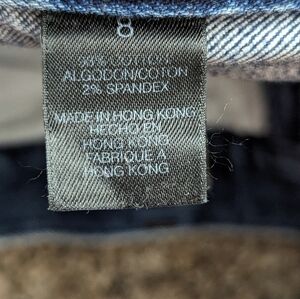 8
98% COTTON
ALGODON/COTON
2% SPANDEX
MADE IN HONG KONG
HECHO EN
HONG KONG
FABRIQUE A
HONG KONG